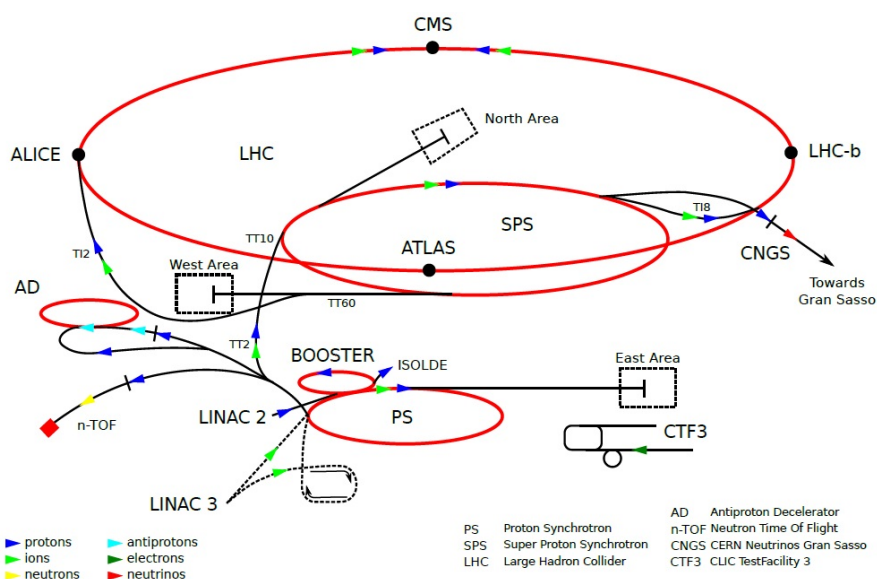 CMS
North Area
ALICE
LHC
LHC-b
TI8
SPS
TT10
ATLAS
CNGS
TI2
West Area
Towards
Gran Sasso
AD
TT60
TT2
BOOSTER
ISOLDE
East Area
LINAC 2
PS
n-TOF
CTF3
LINAC 3
protons
ions
neutrons
antiprotons
electrons
neutrinos
PS Proton Synchrotron
SPS Super Proton Synchrotron
LHC Large Hadron Collider
AD Antiproton Decelerator
n-TOF Neutron Time Of Flight
CNGS CERN Neutrinos Gran Sasso
CTF3 CLIC TestFacility 3